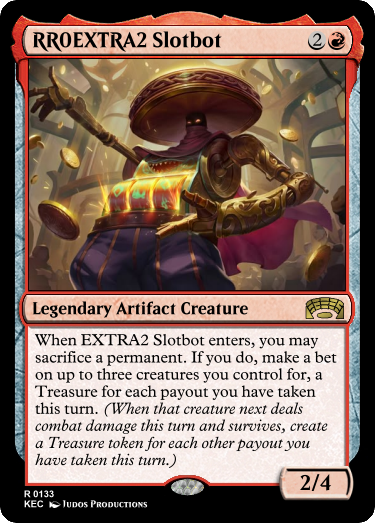 RR0EXTRA2 Slotbot
2
Legendary Artifact Creature
When EXTRA2 Slotbot enters, you may
sacrifice a permanent. If you do, make a bet
on up to three creatures you control for, a
Treasure for each payout you have taken
this turn. (When that creature next deals
combat damage this turn and survives, create
a Treasure token for each other payout you
have taken this turn.)
2/4
R 0133
KEC Judos Productions